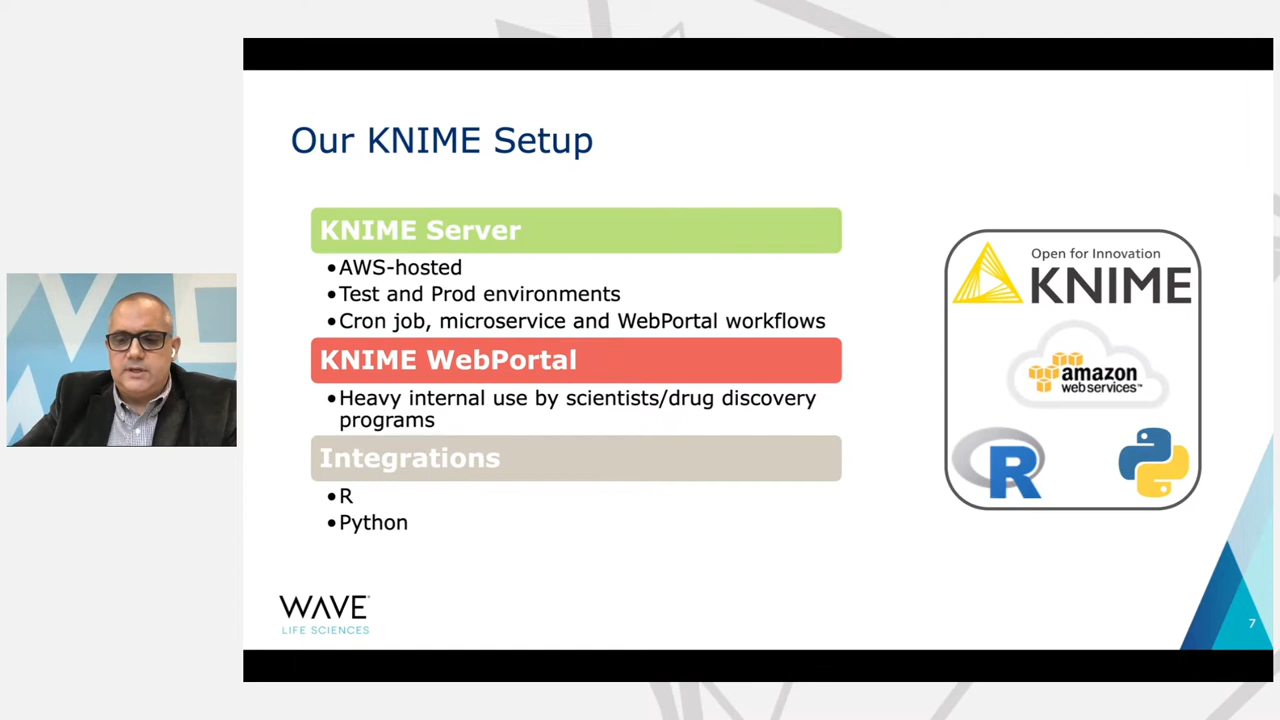 Our KNIME Setup
KNIME Server
•AWS-hosted
•Test and Prod environments
•Cron job, microservice and WebPortal workflows
KNIME WebPortal
•Heavy internal use by scientists/drug discovery
programs
Integrations
•R
•Python
Open for Innovation
KNIME
amazon
web services™
R
WAVE
LIFE SCIENCES
7